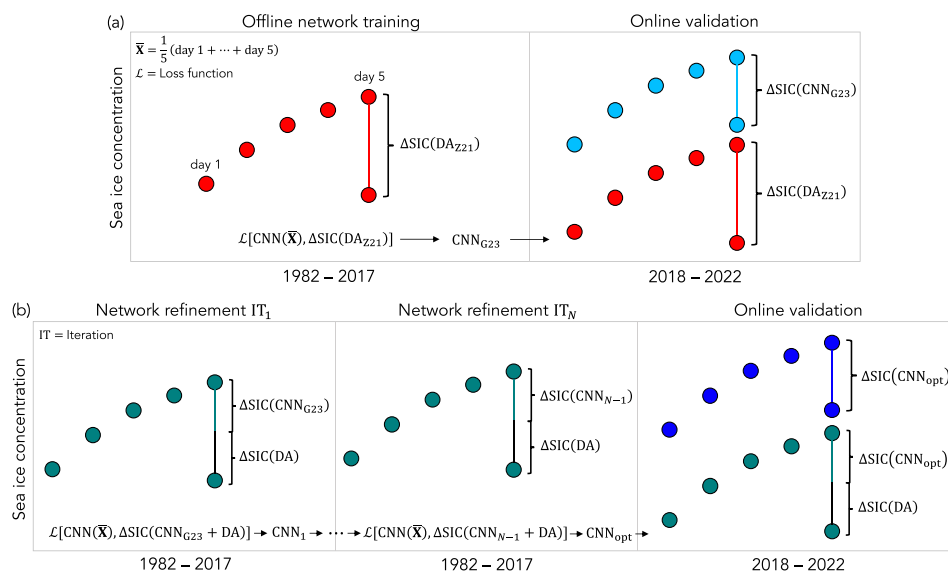 (a)
Offline network training
Online validation
X̅ = 1/5 (day 1 + ⋯ + day 5)
ℒ = Loss function
day 5
day 1
ΔSIC(DA_Z21)
ΔSIC(CNN_G23)
ΔSIC(DA_Z21)
Sea ice concentration
ℒ[CNN(X̅), ΔSIC(DA_Z21)] → CNN_G23 →
1982 – 2017
2018 – 2022
(b)
Network refinement IT_1
Network refinement IT_N
Online validation
IT = Iteration
ΔSIC(CNN_G23)
ΔSIC(DA)
ΔSIC(CNN_N−1)
ΔSIC(DA)
ΔSIC(CNN_opt)
ΔSIC(CNN_opt)
ΔSIC(DA)
Sea ice concentration
ℒ[CNN(X̅), ΔSIC(CNN_G23 + DA)] → CNN_1 → ⋯ → ℒ[CNN(X̅), ΔSIC(CNN_N−1 + DA)] → CNN_opt →
1982 – 2017
1982 – 2017
2018 – 2022